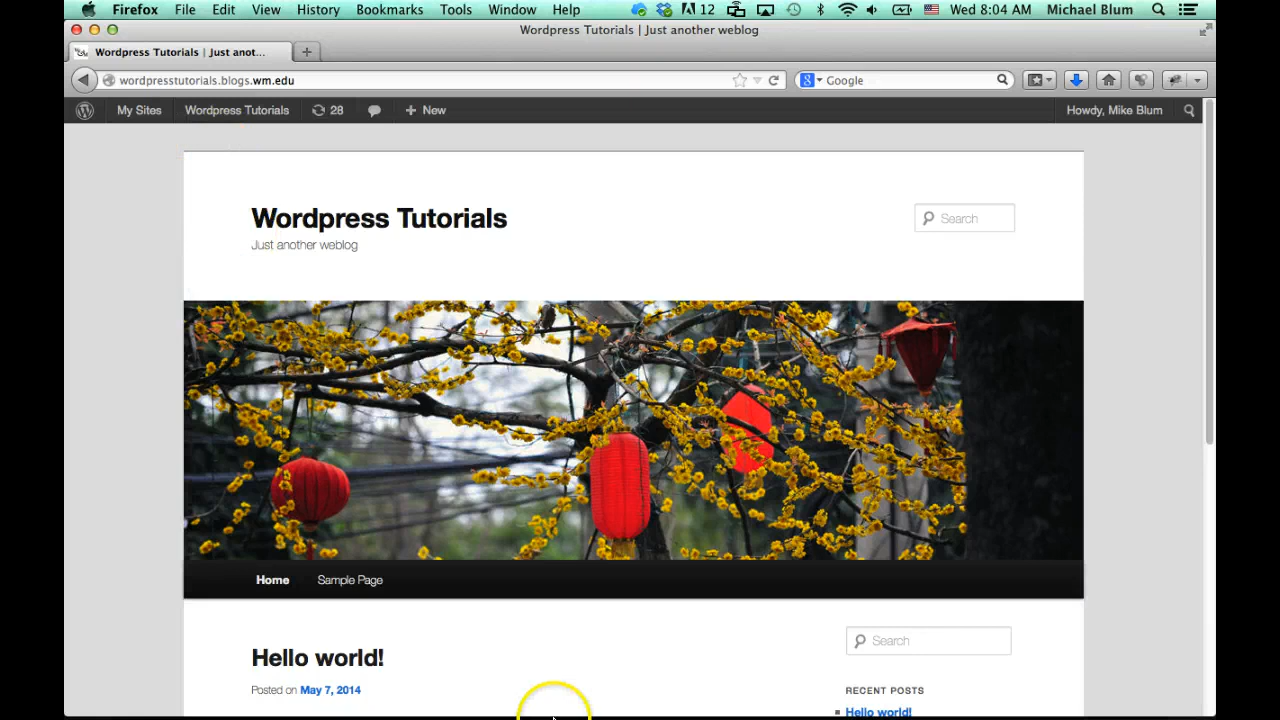 Firefox File Edit View History Bookmarks Tools Window Help 12 Wed 8:04 AM Michael Blum
Wordpress Tutorials | Just another weblog
Wordpress Tutorials | Just anot...
wordpresstutorials.blogs.wm.edu Google
My Sites Wordpress Tutorials 28 + New Howdy, Mike Blum
Wordpress Tutorials Search
Just another weblog
Home Sample Page
Search
Hello world!
Posted on May 7, 2014 RECENT POSTS
Hello world!